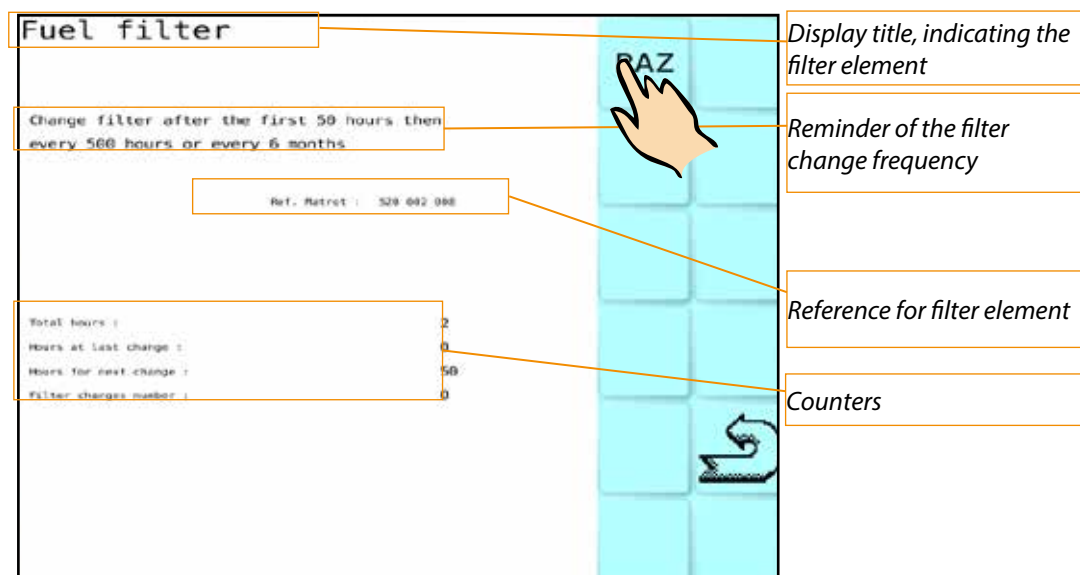 Fuel filter
RAZ
Change filter after the first 50 hours then
every 500 hours or every 6 months
Ref. Matrot : 520 002 008
Total hours : 2
Hours at last change : 0
Hours for next change : 50
Filter changes number : 0
Display title, indicating the
filter element
Reminder of the filter
change frequency
Reference for filter element
Counters